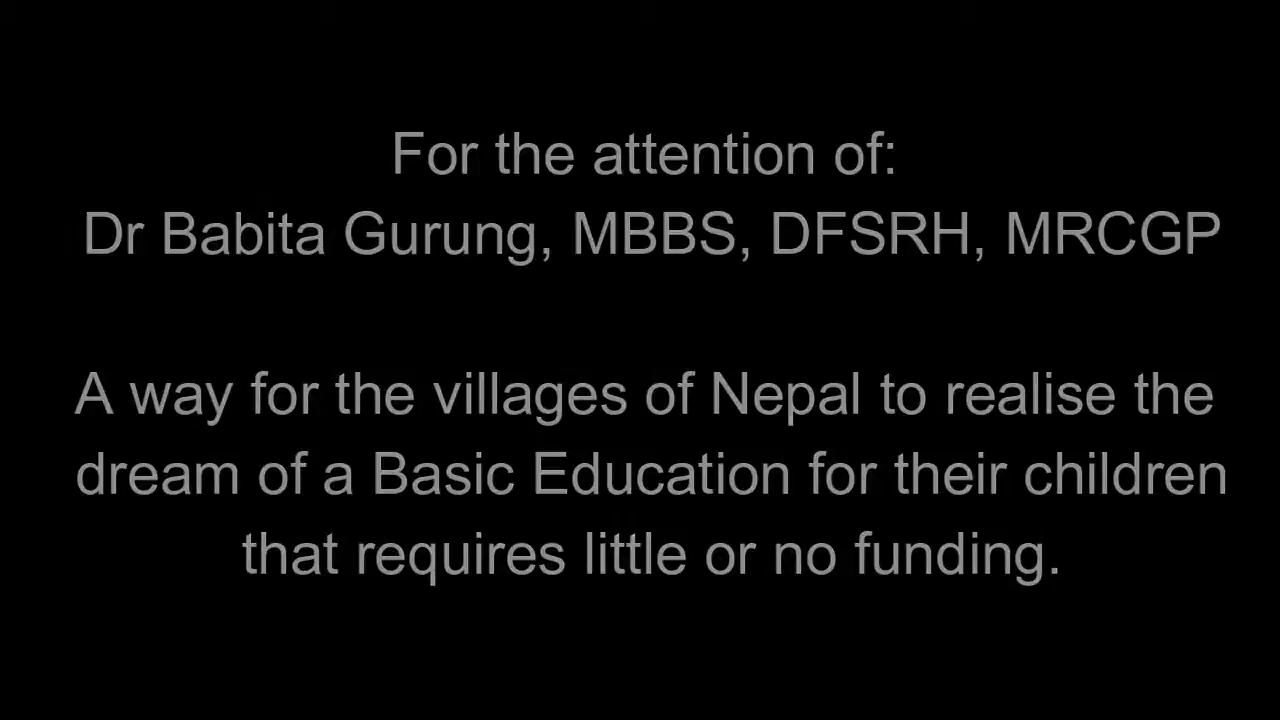 For the attention of:
Dr Babita Gurung, MBBS, DFSRH, MRCGP
A way for the villages of Nepal to realise the
dream of a Basic Education for their children
that requires little or no funding.